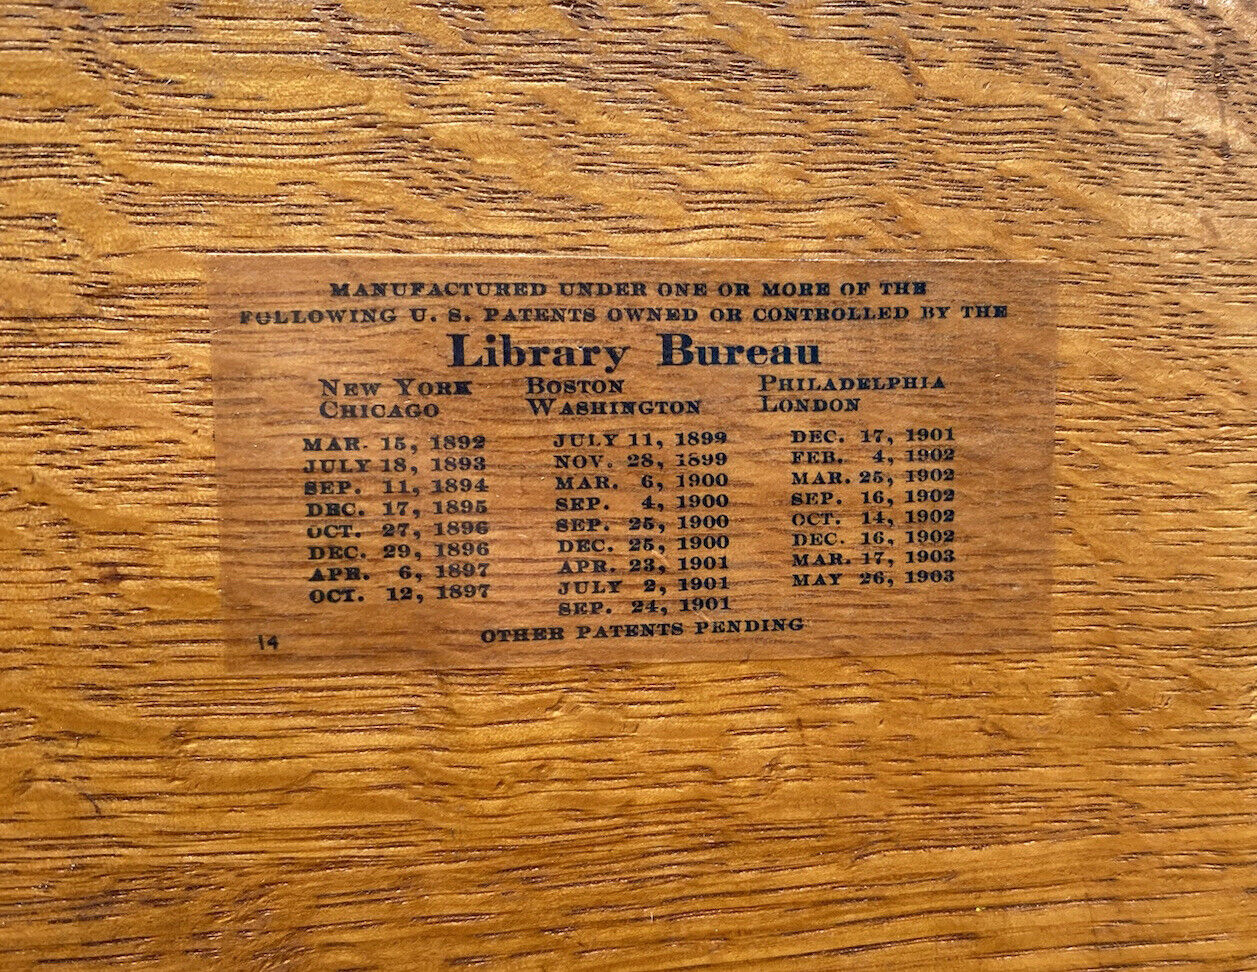 MANUFACTURED UNDER ONE OR MORE OF THE
FOLLOWING U. S. PATENTS OWNED OR CONTROLLED BY THE
Library Bureau
NEW YORK BOSTON PHILADELPHIA
CHICAGO WASHINGTON LONDON
MAR. 15, 1892
JULY 18, 1893
SEP. 11, 1894
DEC. 17, 1895
OCT. 27, 1896
DEC. 29, 1896
APR. 6, 1897
OCT. 12, 1897
JULY 11, 1899
NOV. 28, 1899
MAR. 6, 1900
SEP. 4, 1900
SEP. 25, 1900
DEC. 25, 1900
APR. 23, 1901
JULY 2, 1901
SEP. 24, 1901
DEC. 17, 1901
FEB. 4, 1902
MAR. 25, 1902
SEP. 16, 1902
OCT. 14, 1902
DEC. 16, 1902
MAR. 17, 1903
MAY 26, 1903
OTHER PATENTS PENDING
14